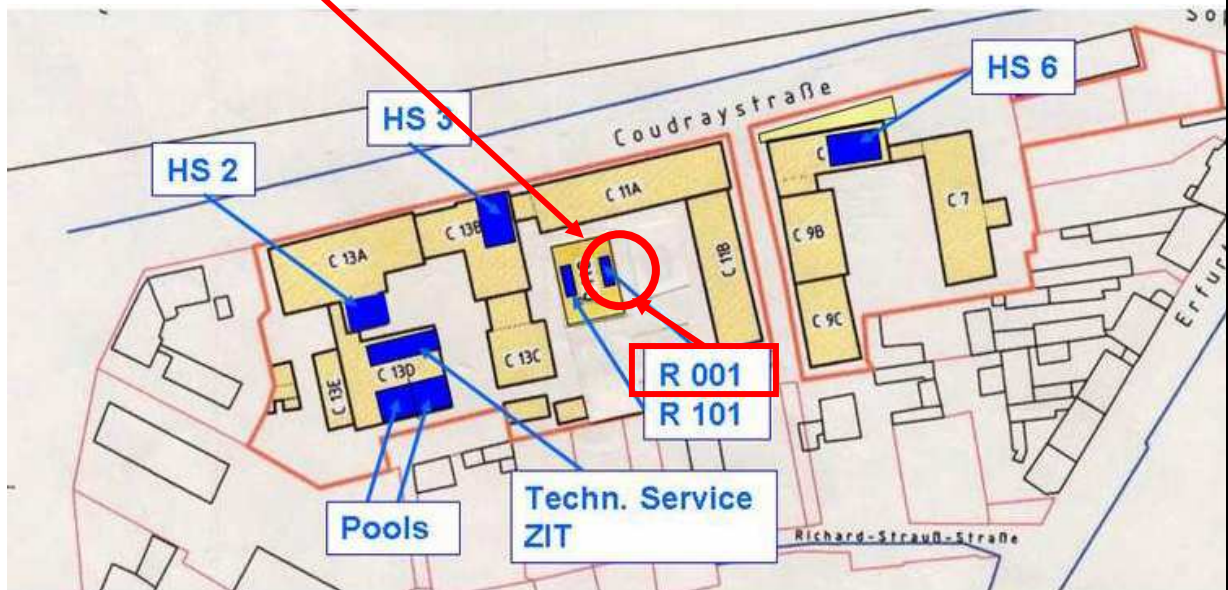 Coudraystraße
HS 6
HS 3
HS 2
C 11A
C 13B
C 13A
C 7
C 9B
C 11B
C 9C
C 13C
C 13D
C 13E
R 001
R 101
Pools
Techn. Service
ZIT
Richard-Strauß-Straße
Erfur